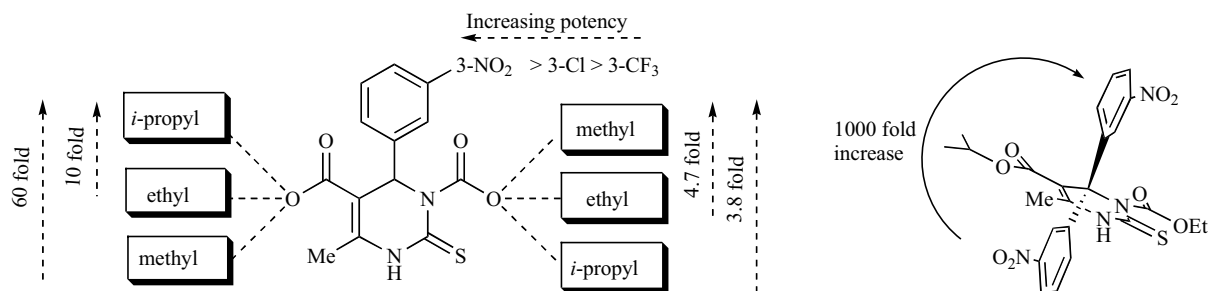 Increasing potency
3-NO2 > 3-Cl > 3-CF3
60 fold
10 fold
i-propyl
ethyl
methyl
O
O
O
O
N
N
H
S
Me
methyl
ethyl
i-propyl
4.7 fold
3.8 fold
1000 fold
increase
NO2
O
O
Me
N
H
N
O
O
OEt
S
O2N